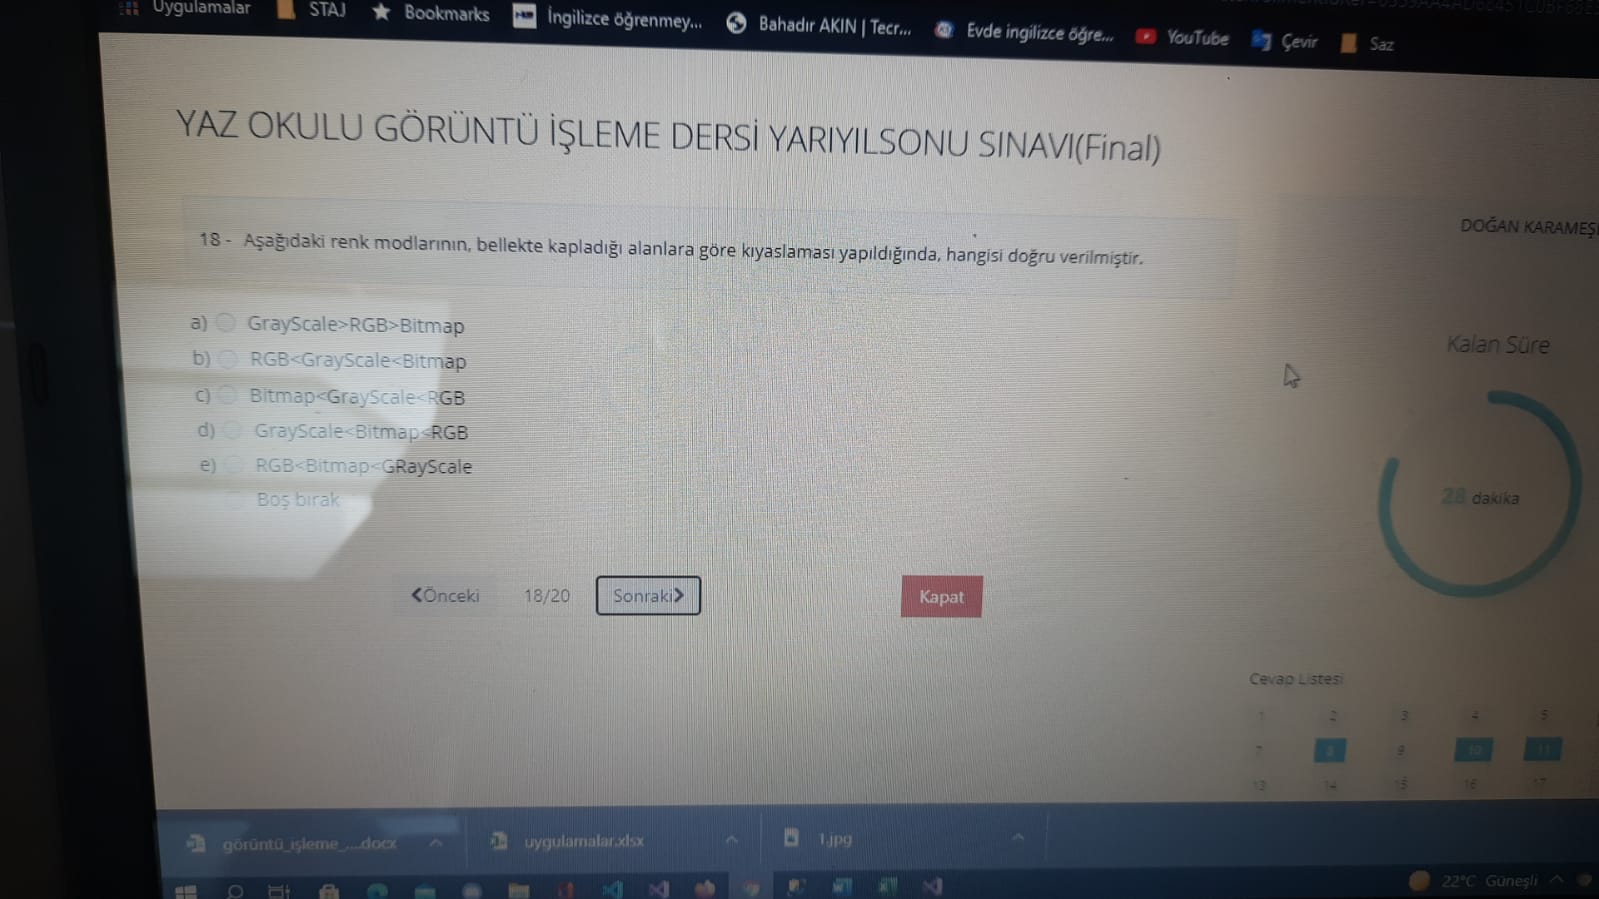 Uygulamalar STAJ Bookmarks İngilizce öğrenmey... Bahadır AKIN | Tecr... Evde ingilizce öğre... YouTube Çevir Saz
YAZ OKULU GÖRÜNTÜ İŞLEME DERSİ YARIYILSONU SINAVI(Final)
DOĞAN KARAMEŞE
18 - Aşağıdaki renk modlarının, bellekte kapladığı alanlara göre kıyaslaması yapıldığında, hangisi doğru verilmiştir.
a) GrayScale>RGB>Bitmap
b) RGB<GrayScale<Bitmap
c) Bitmap<GrayScale<RGB
d) GrayScale<Bitmap<RGB
e) RGB<Bitmap<GRayScale
Boş bırak
Kalan Süre
28 dakika
Önceki 18/20 Sonraki Kapat
Cevap Listesi
1 2 3 4 5
7 8 9 10 11
13 14 15 16 17
görüntü_işleme_....docx uygulamalar.xlsx 1.jpg
22°C Güneşli